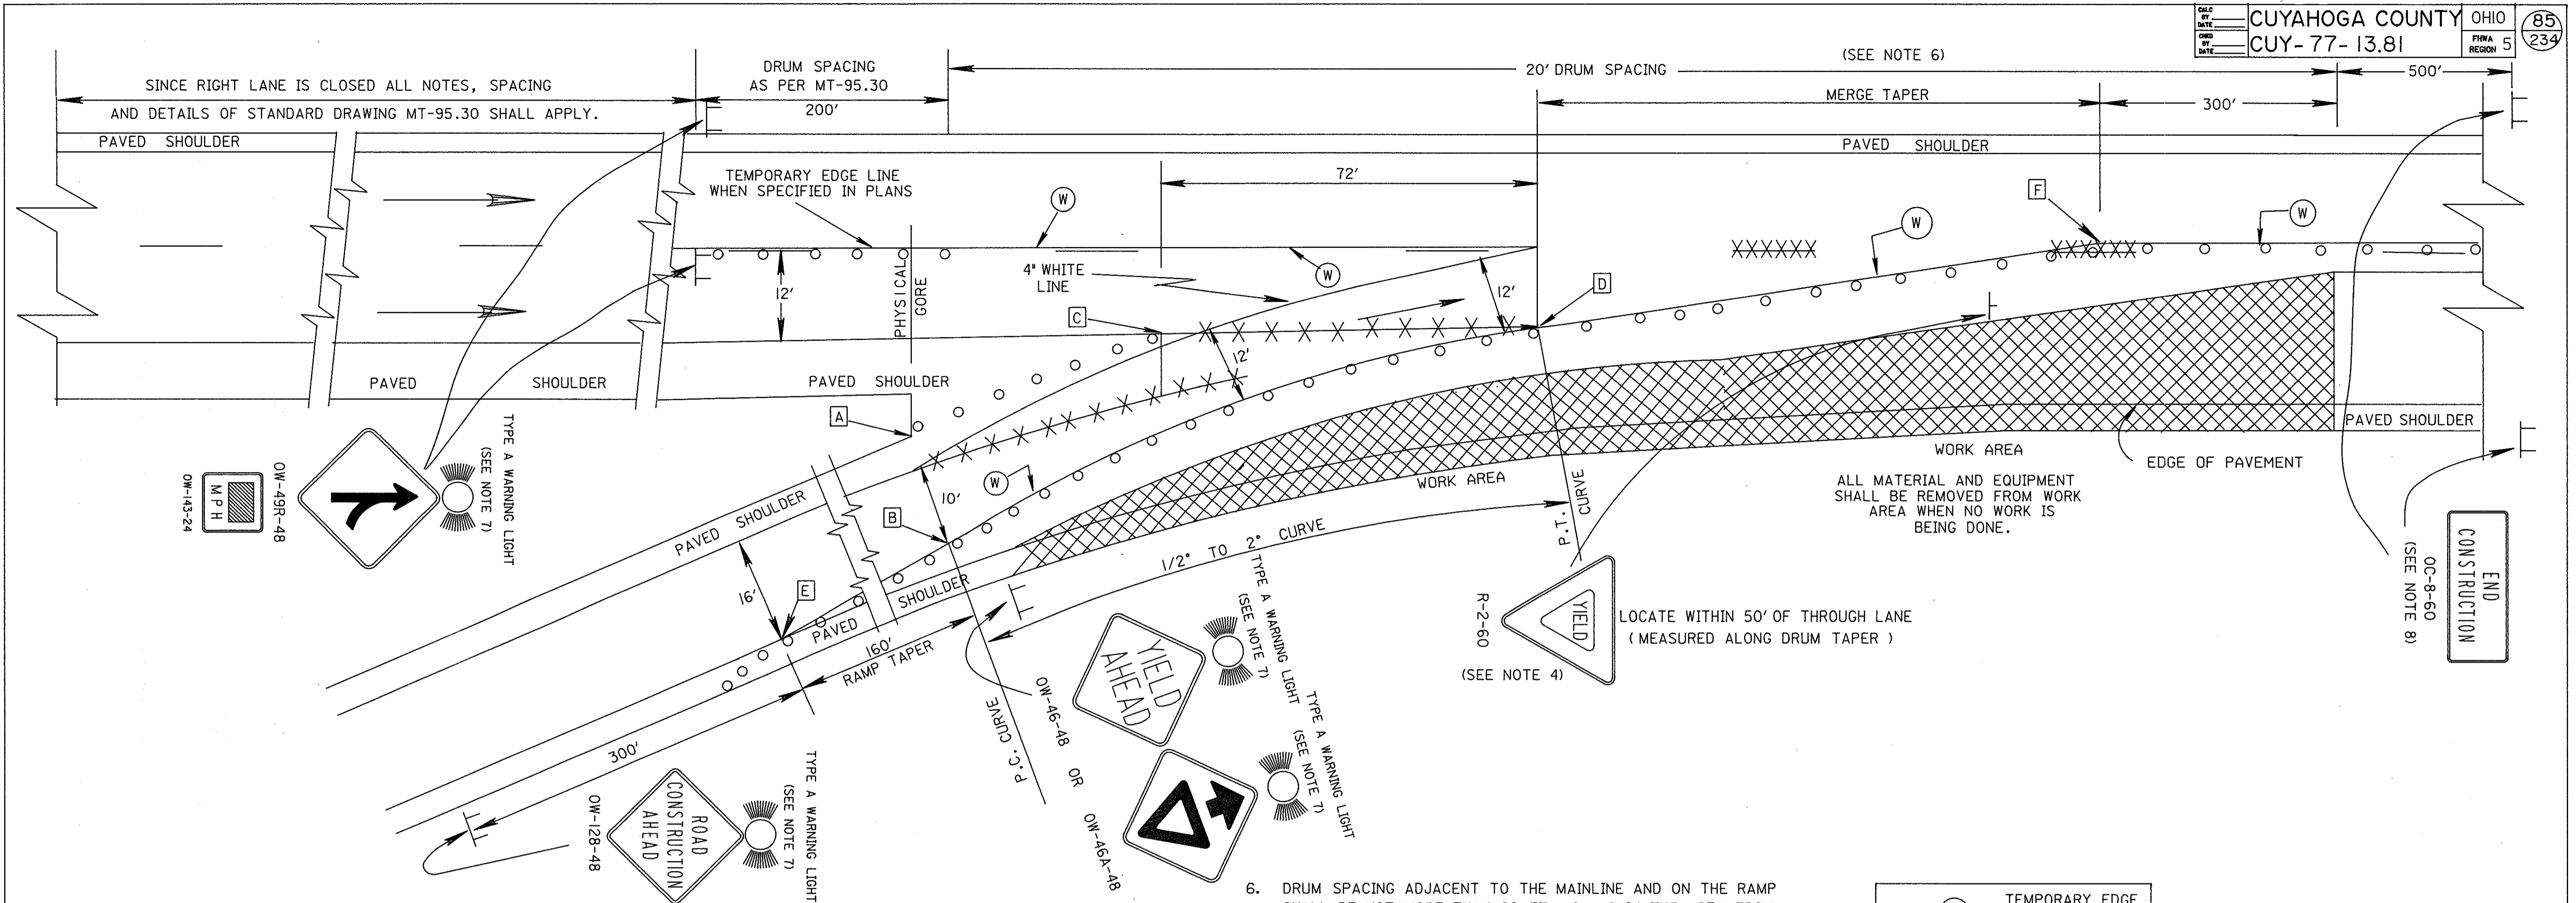 CALC BY DATE
CHKD BY DATE
CUYAHOGA COUNTY
CUY-77-13.81
OHIO
FHWA REGION 5
85
234
SINCE RIGHT LANE IS CLOSED ALL NOTES, SPACING
AND DETAILS OF STANDARD DRAWING MT-95.30 SHALL APPLY.
DRUM SPACING
AS PER MT-95.30
200'
(SEE NOTE 6)
20' DRUM SPACING
500'
MERGE TAPER
300'
PAVED SHOULDER
PAVED SHOULDER
TEMPORARY EDGE LINE
WHEN SPECIFIED IN PLANS
72'
W
W
W
W
F
4" WHITE
LINE
12'
PHYSICAL
GORE
12'
D
C
12'
PAVED SHOULDER
PAVED SHOULDER
A
PAVED SHOULDER
WORK AREA
EDGE OF PAVEMENT
WORK AREA
ALL MATERIAL AND EQUIPMENT
SHALL BE REMOVED FROM WORK
AREA WHEN NO WORK IS
BEING DONE.
TYPE A WARNING LIGHT
(SEE NOTE 7)
OW-49R-48
MPH
OW-143-24
10'
W
B
PAVED SHOULDER
16'
E
PAVED SHOULDER
160'
RAMP TAPER
1/2° TO 2° CURVE
P.T. CURVE
P.C. CURVE
300'
YIELD
R-2-60
(SEE NOTE 4)
LOCATE WITHIN 50' OF THROUGH LANE
(MEASURED ALONG DRUM TAPER)
END
CONSTRUCTION
OC-8-60
(SEE NOTE 8)
TYPE A WARNING LIGHT
(SEE NOTE 7)
YIELD
AHEAD
OW-46-48
OR
OW-46A-48
TYPE A WARNING LIGHT
(SEE NOTE 7)
TYPE A WARNING LIGHT
(SEE NOTE 7)
ROAD
CONSTRUCTION
AHEAD
OW-128-48
6. DRUM SPACING ADJACENT TO THE MAINLINE AND ON THE RAMP
TEMPORARY EDGE